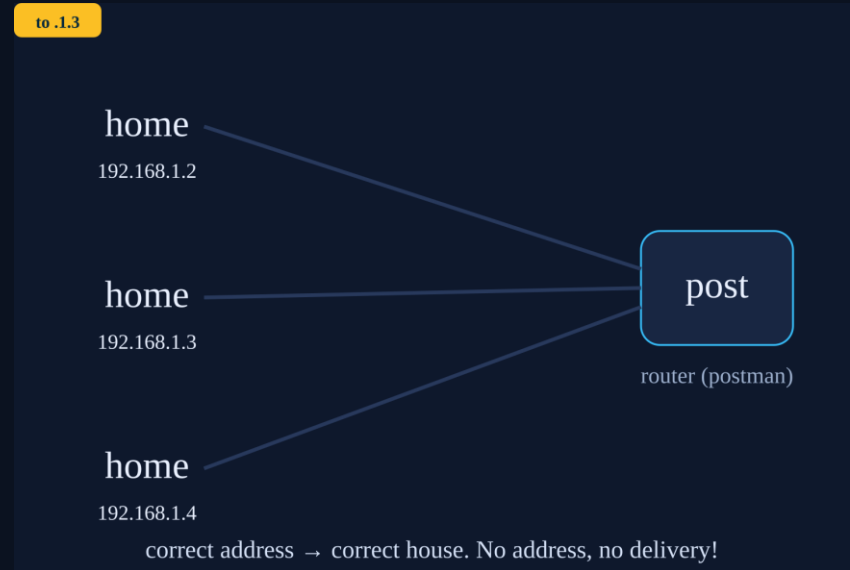 to .1.3
home
192.168.1.2
home
192.168.1.3
post
router (postman)
home
192.168.1.4
correct address → correct house. No address, no delivery!